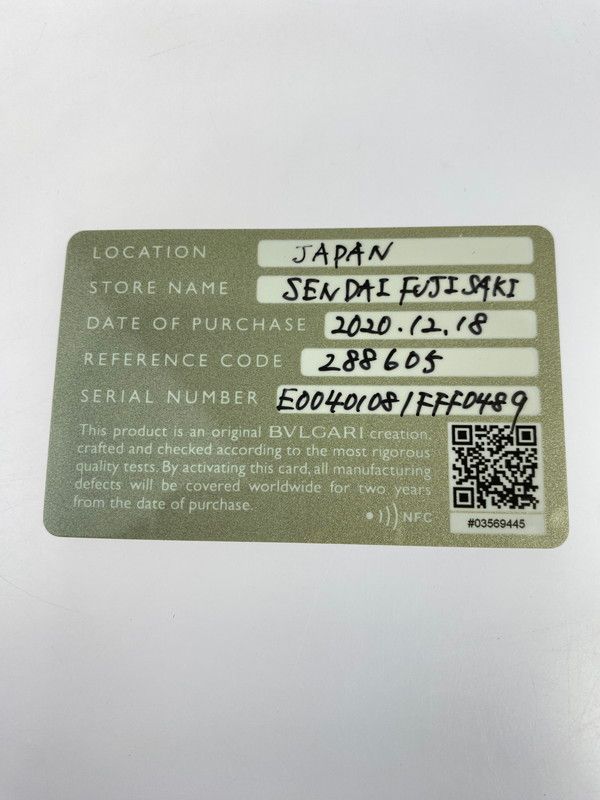 LOCATION JAPAN
STORE NAME SENDAI FUJISAKI
DATE OF PURCHASE 2020.12.18
REFERENCE CODE 288605
SERIAL NUMBER E00401081FFF0489
This product is an original BVLGARI creation,
crafted and checked according to the most rigorous
quality tests. By activating this card, all manufacturing
defects will be covered worldwide for two years
from the date of purchase.
NFC
#03569445